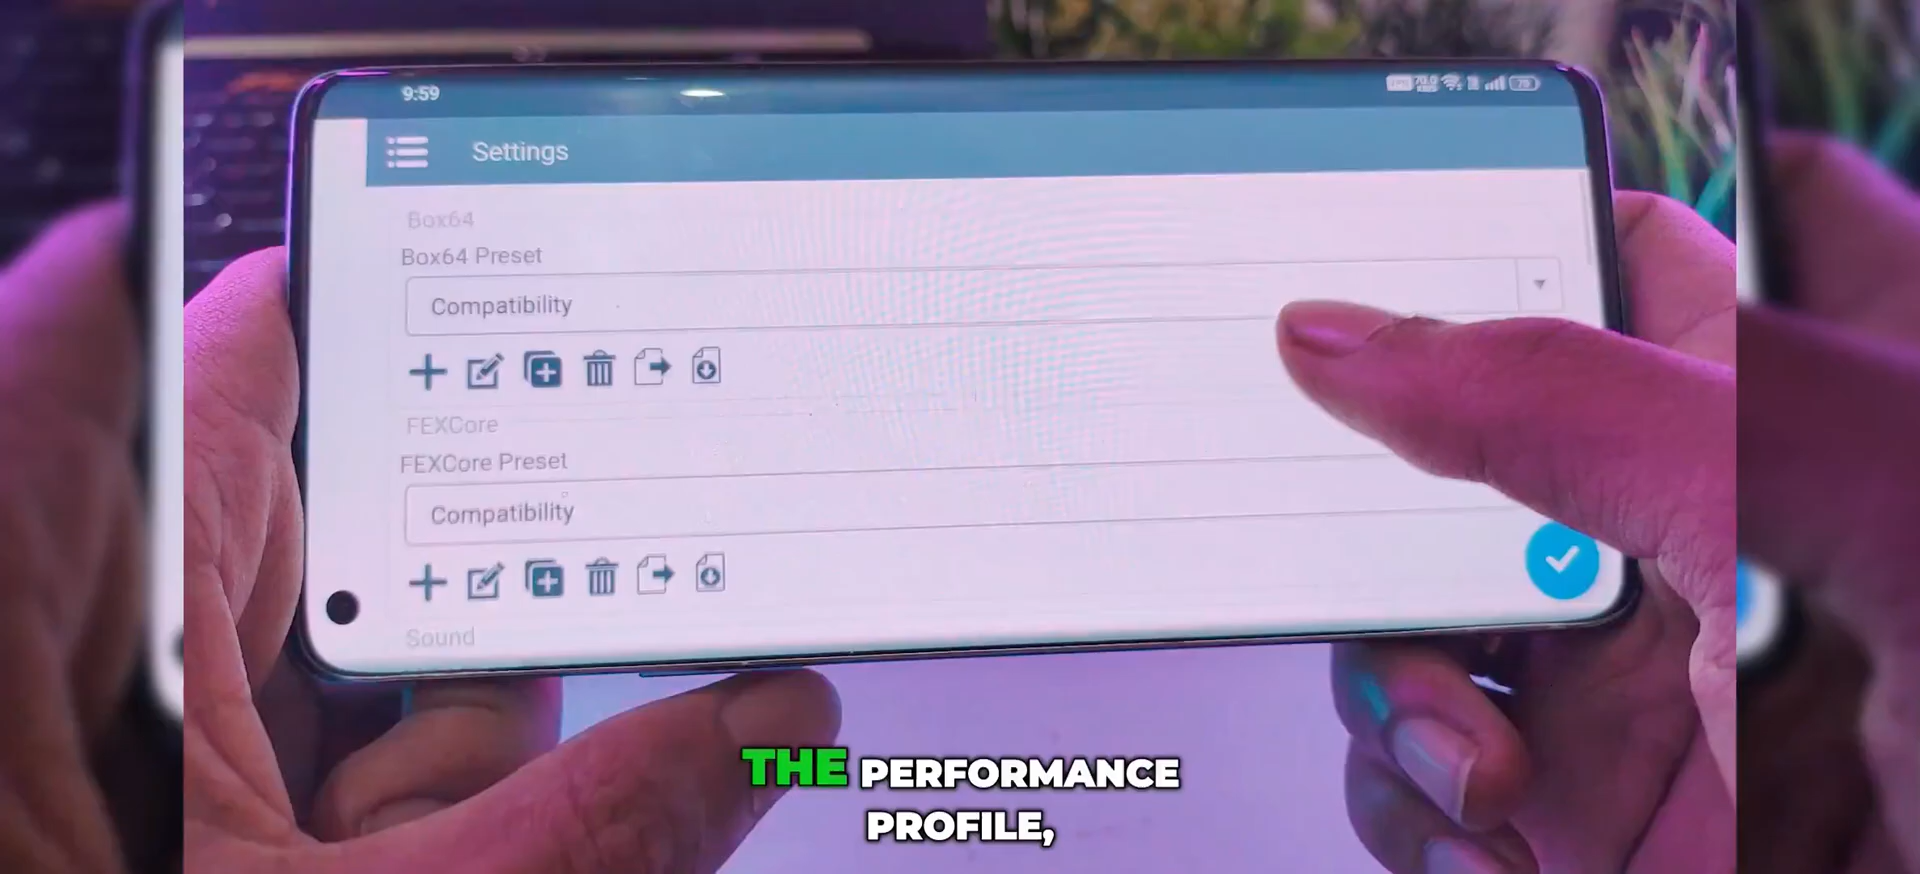 9:59
Settings
Box64
Box64 Preset
Compatibility
FEXCore
FEXCore Preset
Compatibility
Sound
THE PERFORMANCE
PROFILE,